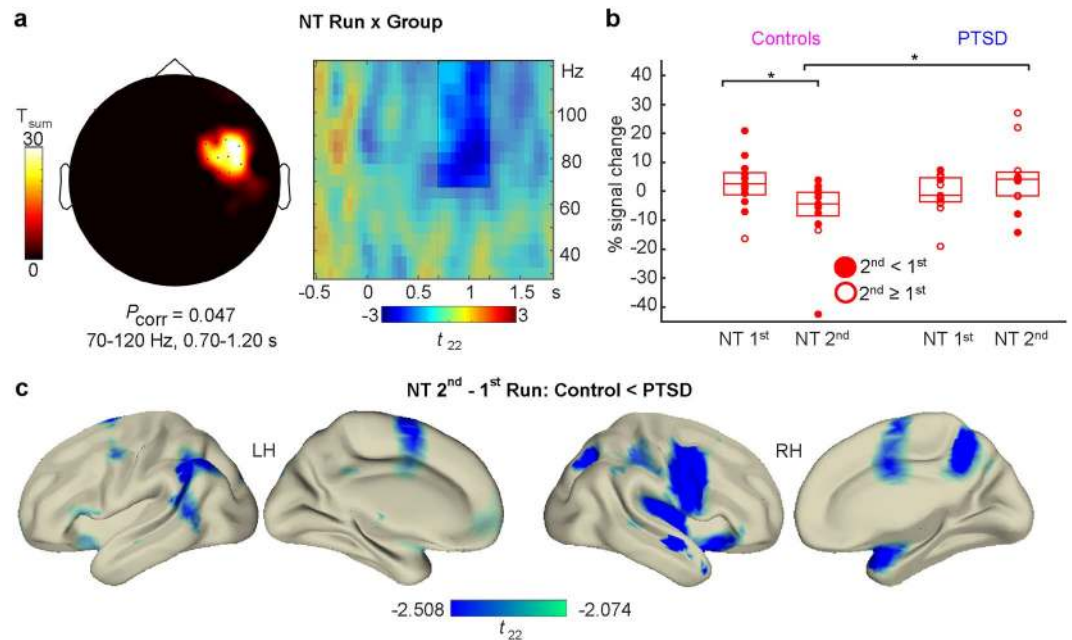 a
NT Run x Group
T sum
30
0
P corr = 0.047
70-120 Hz, 0.70-1.20 s
Hz
100
80
60
40
-0.5 0 0.5 1 1.5 s
-3 3
t 22
b
Controls PTSD
* *
% signal change
40
30
20
10
0
-10
-20
-30
-40
2nd < 1st
2nd ≥ 1st
NT 1st NT 2nd NT 1st NT 2nd
c
NT 2nd - 1st Run: Control < PTSD
LH RH
-2.508 -2.074
t 22